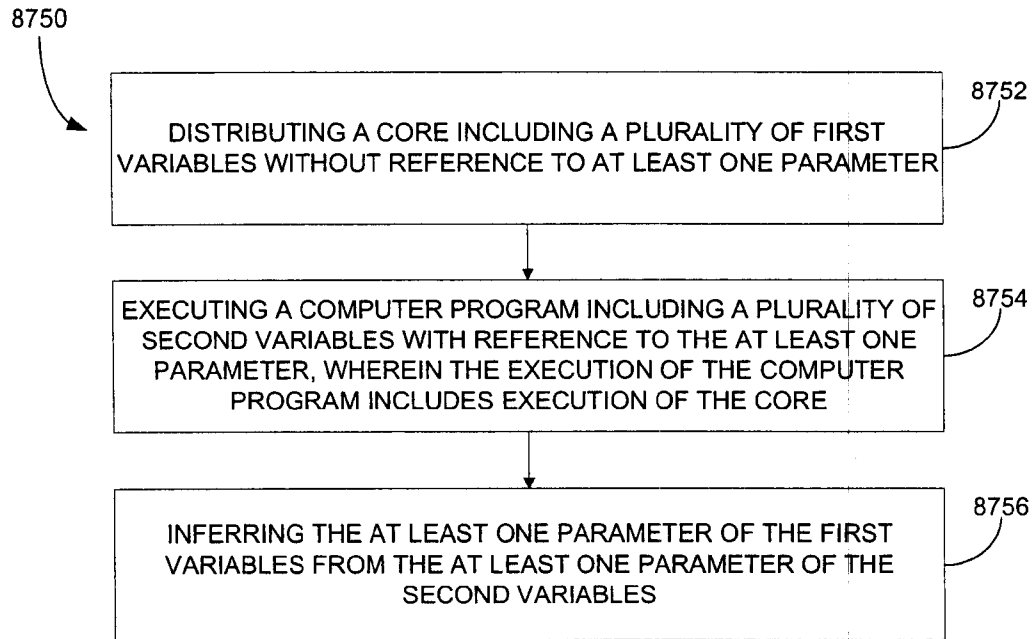 8750
8752
DISTRIBUTING A CORE INCLUDING A PLURALITY OF FIRST
VARIABLES WITHOUT REFERENCE TO AT LEAST ONE PARAMETER
8754
EXECUTING A COMPUTER PROGRAM INCLUDING A PLURALITY OF
SECOND VARIABLES WITH REFERENCE TO THE AT LEAST ONE
PARAMETER, WHEREIN THE EXECUTION OF THE COMPUTER
PROGRAM INCLUDES EXECUTION OF THE CORE
8756
INFERRING THE AT LEAST ONE PARAMETER OF THE FIRST
VARIABLES FROM THE AT LEAST ONE PARAMETER OF THE
SECOND VARIABLES